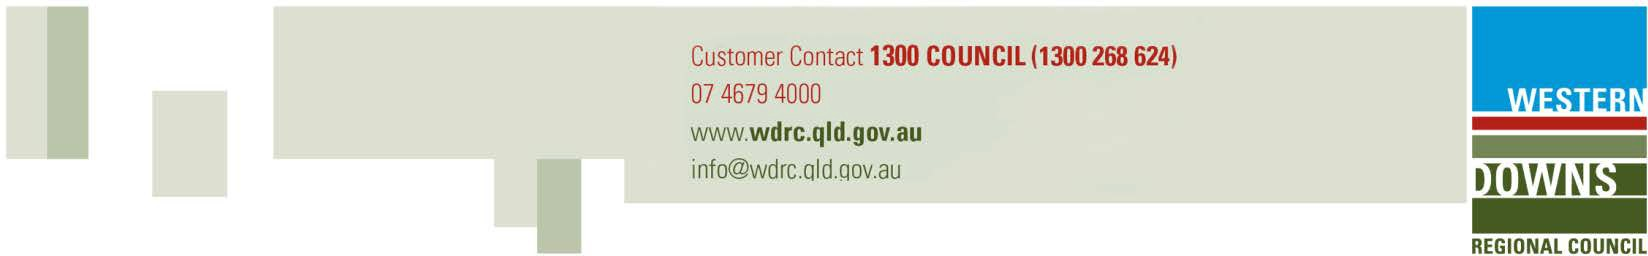 Customer Contact 1300 COUNCIL (1300 268 624)
07 4679 4000
www.wdrc.qld.gov.au
info@wdrc.qld.gov.au
WESTERN
DOWNS
REGIONAL COUNCIL